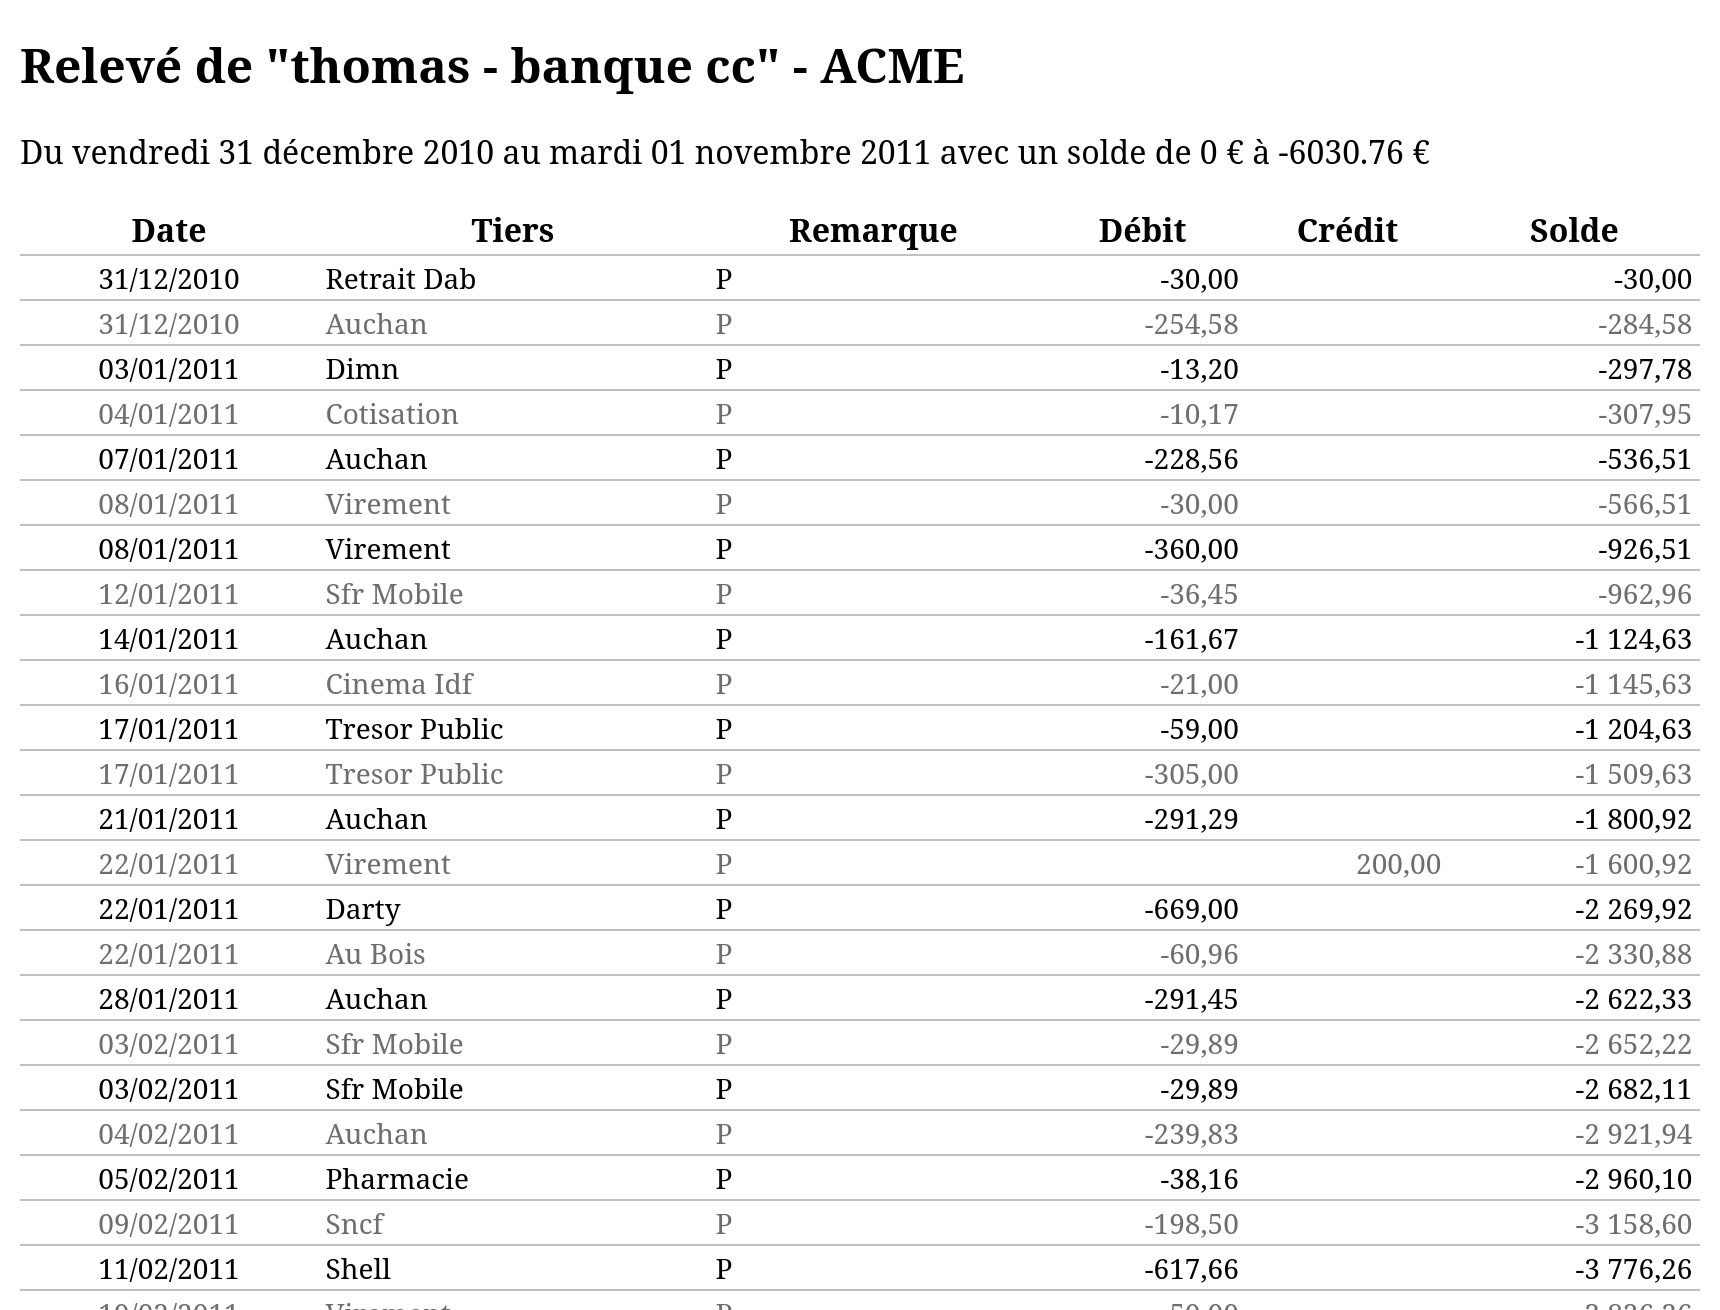 Relevé de "thomas - banque cc" - ACME
Du vendredi 31 décembre 2010 au mardi 01 novembre 2011 avec un solde de 0 € à -6030.76 €
Date Tiers Remarque Débit Crédit Solde
31/12/2010 Retrait Dab P -30,00 -30,00
31/12/2010 Auchan P -254,58 -284,58
03/01/2011 Dimn P -13,20 -297,78
04/01/2011 Cotisation P -10,17 -307,95
07/01/2011 Auchan P -228,56 -536,51
08/01/2011 Virement P -30,00 -566,51
08/01/2011 Virement P -360,00 -926,51
12/01/2011 Sfr Mobile P -36,45 -962,96
14/01/2011 Auchan P -161,67 -1 124,63
16/01/2011 Cinema Idf P -21,00 -1 145,63
17/01/2011 Tresor Public P -59,00 -1 204,63
17/01/2011 Tresor Public P -305,00 -1 509,63
21/01/2011 Auchan P -291,29 -1 800,92
22/01/2011 Virement P 200,00 -1 600,92
22/01/2011 Darty P -669,00 -2 269,92
22/01/2011 Au Bois P -60,96 -2 330,88
28/01/2011 Auchan P -291,45 -2 622,33
03/02/2011 Sfr Mobile P -29,89 -2 652,22
03/02/2011 Sfr Mobile P -29,89 -2 682,11
04/02/2011 Auchan P -239,83 -2 921,94
05/02/2011 Pharmacie P -38,16 -2 960,10
09/02/2011 Sncf P -198,50 -3 158,60
11/02/2011 Shell P -617,66 -3 776,26